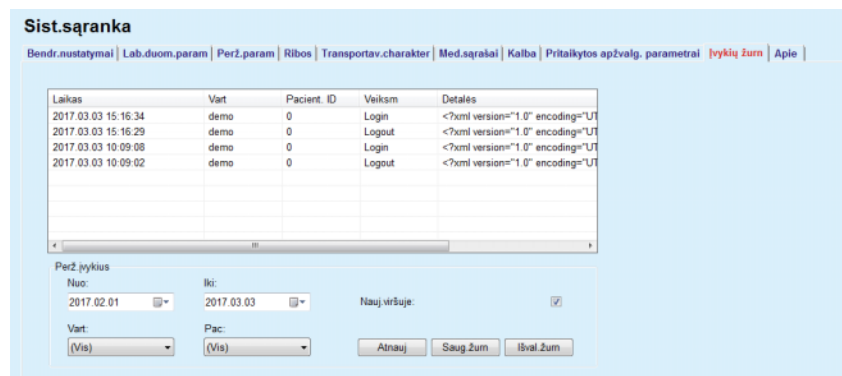 Sist.sąranka
Bendr.nustatymai Lab.duom.param Perž.param Ribos Transportav.charakter Med.sąrašai Kalba Pritaikytos apžvalg. parametrai Įvykių žurn Apie
Laikas Vart Pacient. ID Veiksm Detalės
2017.03.03 15:16:34 demo 0 Login <?xml version="1.0" encoding="UT
2017.03.03 15:16:29 demo 0 Logout <?xml version="1.0" encoding="UT
2017.03.03 10:09:08 demo 0 Login <?xml version="1.0" encoding="UT
2017.03.03 10:09:02 demo 0 Logout <?xml version="1.0" encoding="UT
Perž.įvykius
Nuo: Iki:
2017.02.01 2017.03.03 Nauj.viršuje:
Vart: Pac:
(Vis) (Vis) Atnauj Saug.žurn Išval.žurn